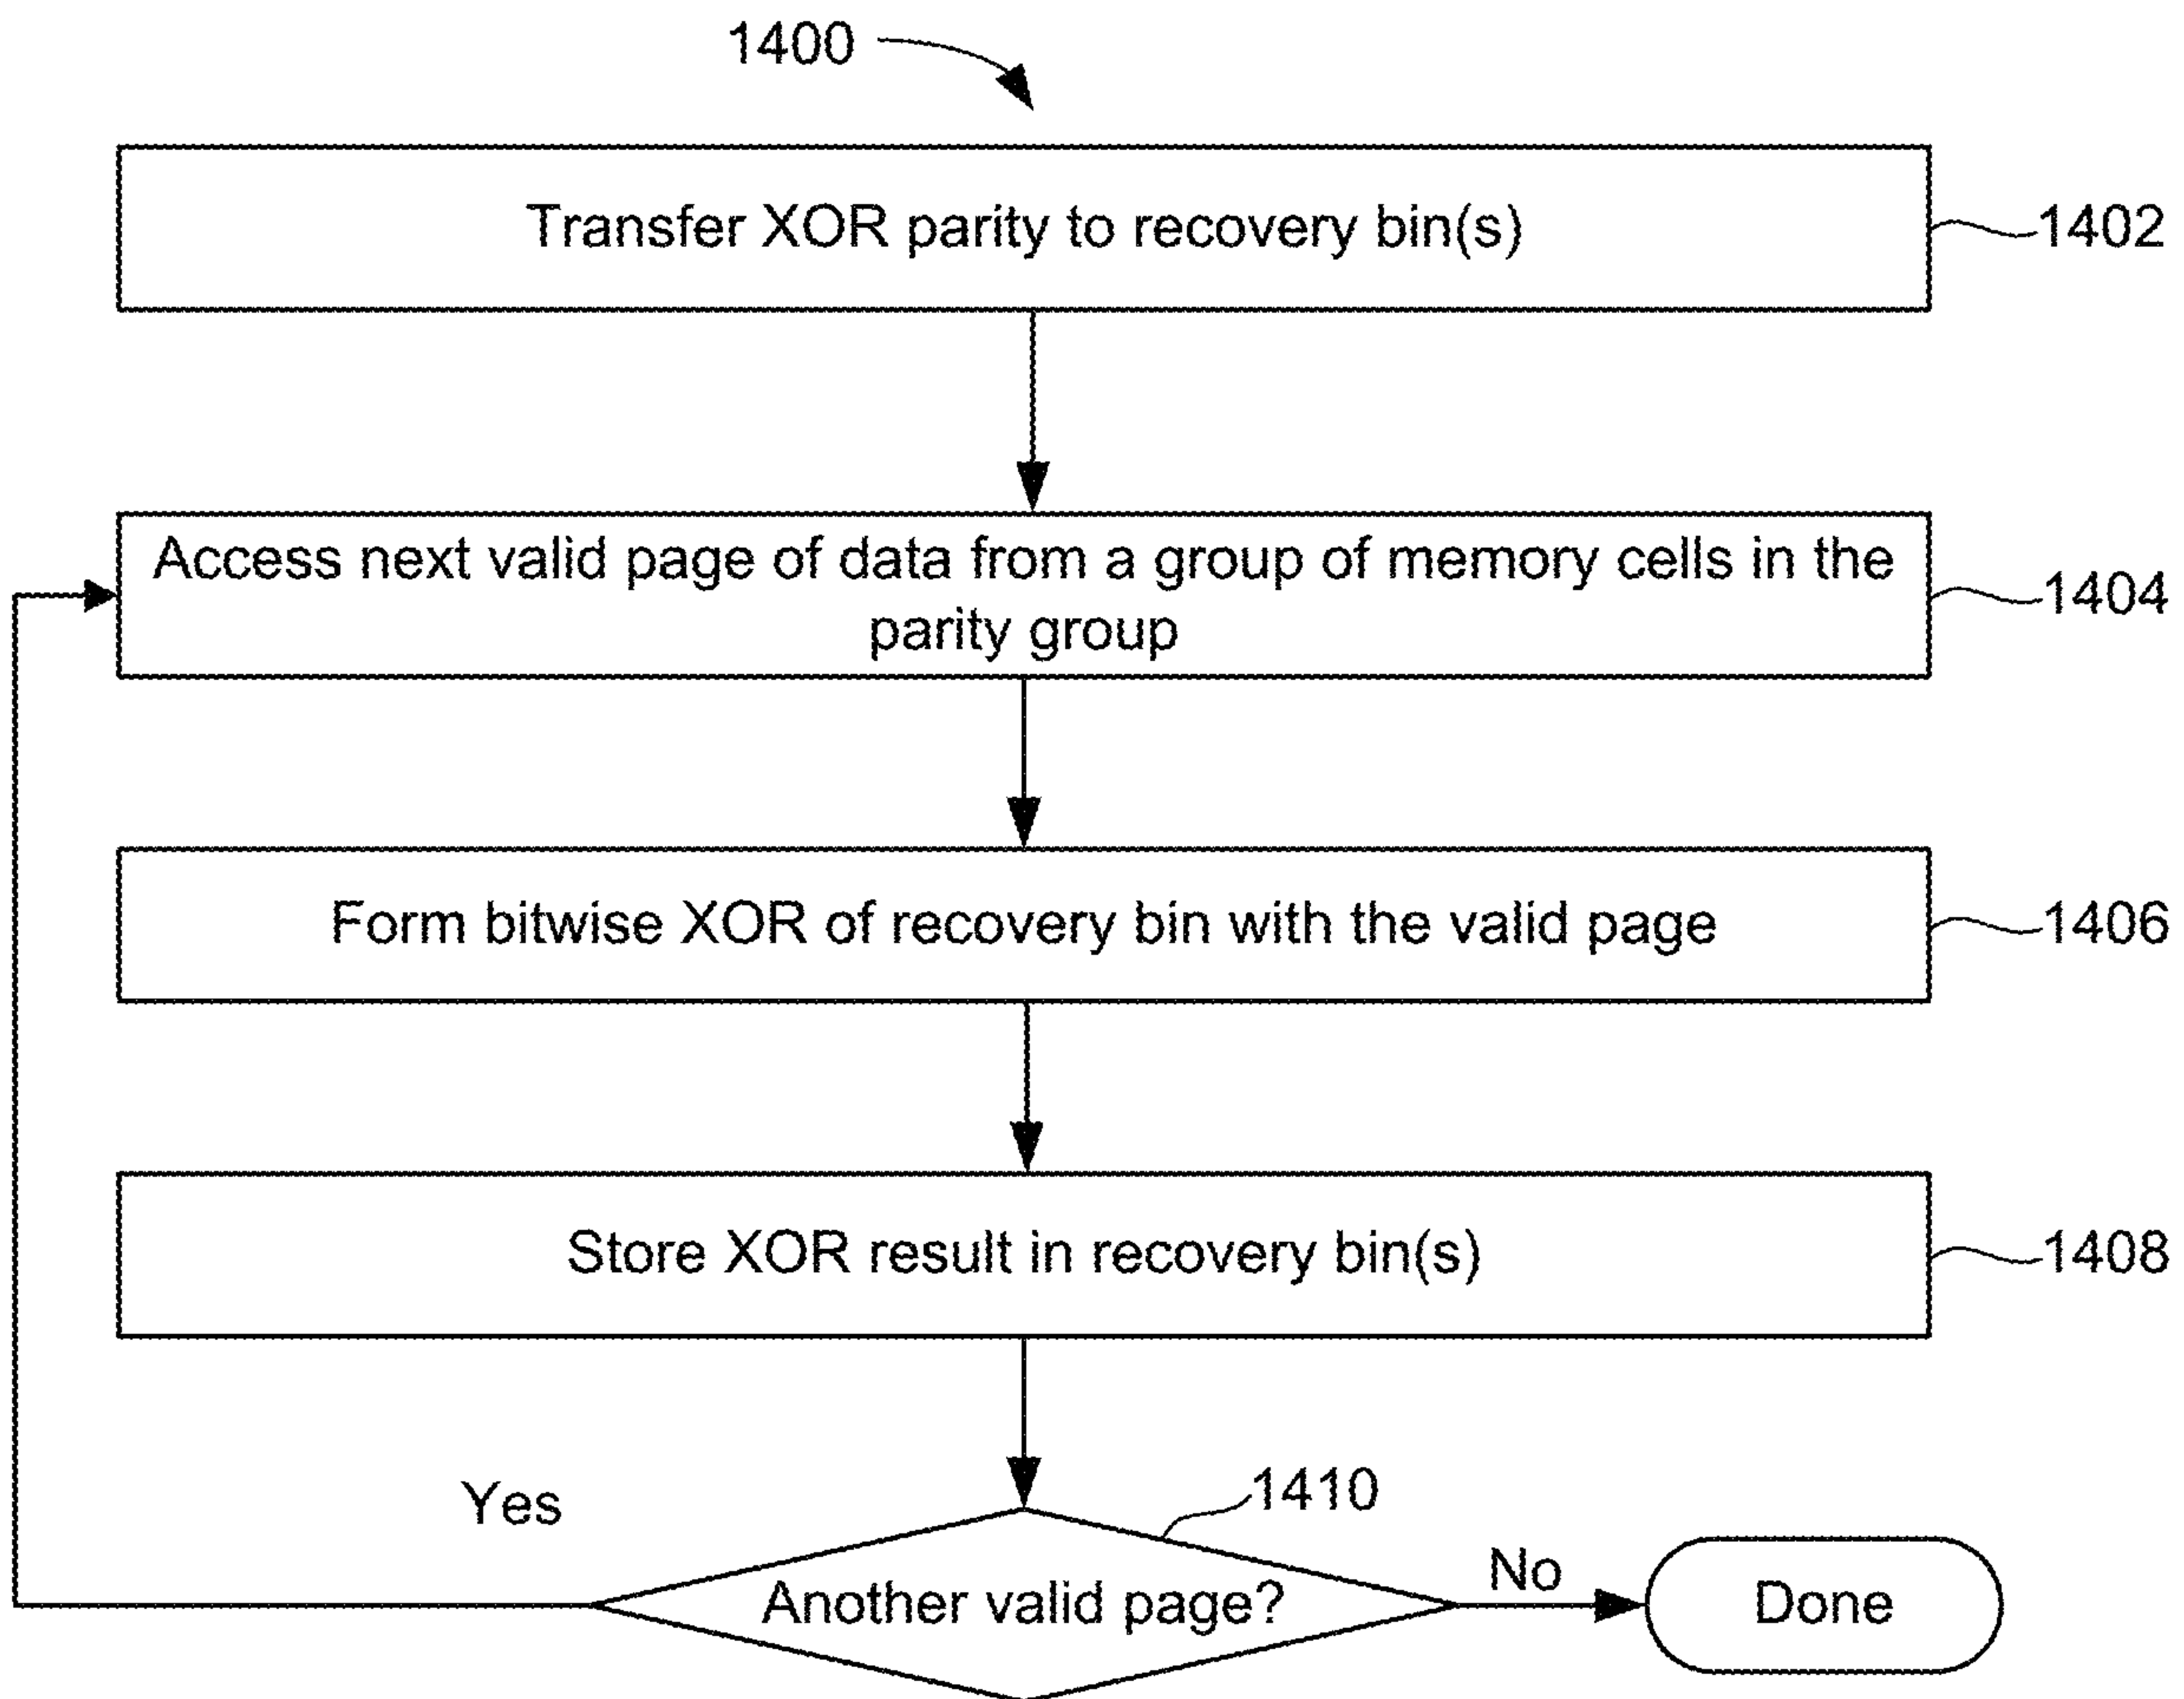 1400
Transfer XOR parity to recovery bin(s)
1402
Access next valid page of data from a group of memory cells in the
parity group
1404
Form bitwise XOR of recovery bin with the valid page
1406
Store XOR result in recovery bin(s)
1408
Yes
1410
Another valid page?
No
Done